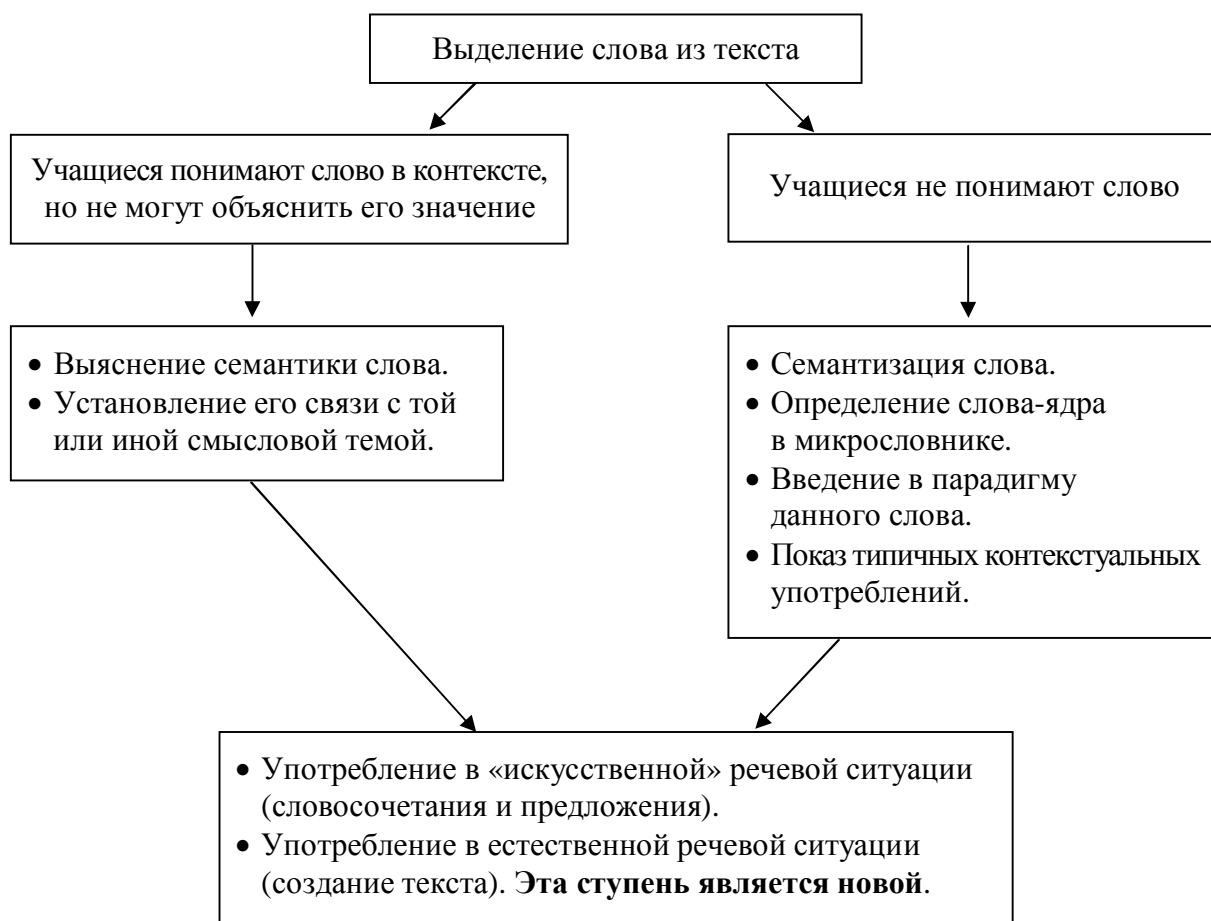 Выделение слова из текста
Учащиеся понимают слово в контексте,
но не могут объяснить его значение
Учащиеся не понимают слово
• Выяснение семантики слова.
• Установление его связи с той
или иной смысловой темой.
• Семантизация слова.
• Определение слова-ядра
в микрословнике.
• Введение в парадигму
данного слова.
• Показ типичных контекстуальных
употреблений.
• Употребление в «искусственной» речевой ситуации
(словосочетания и предложения).
• Употребление в естественной речевой ситуации
(создание текста). Эта ступень является новой.